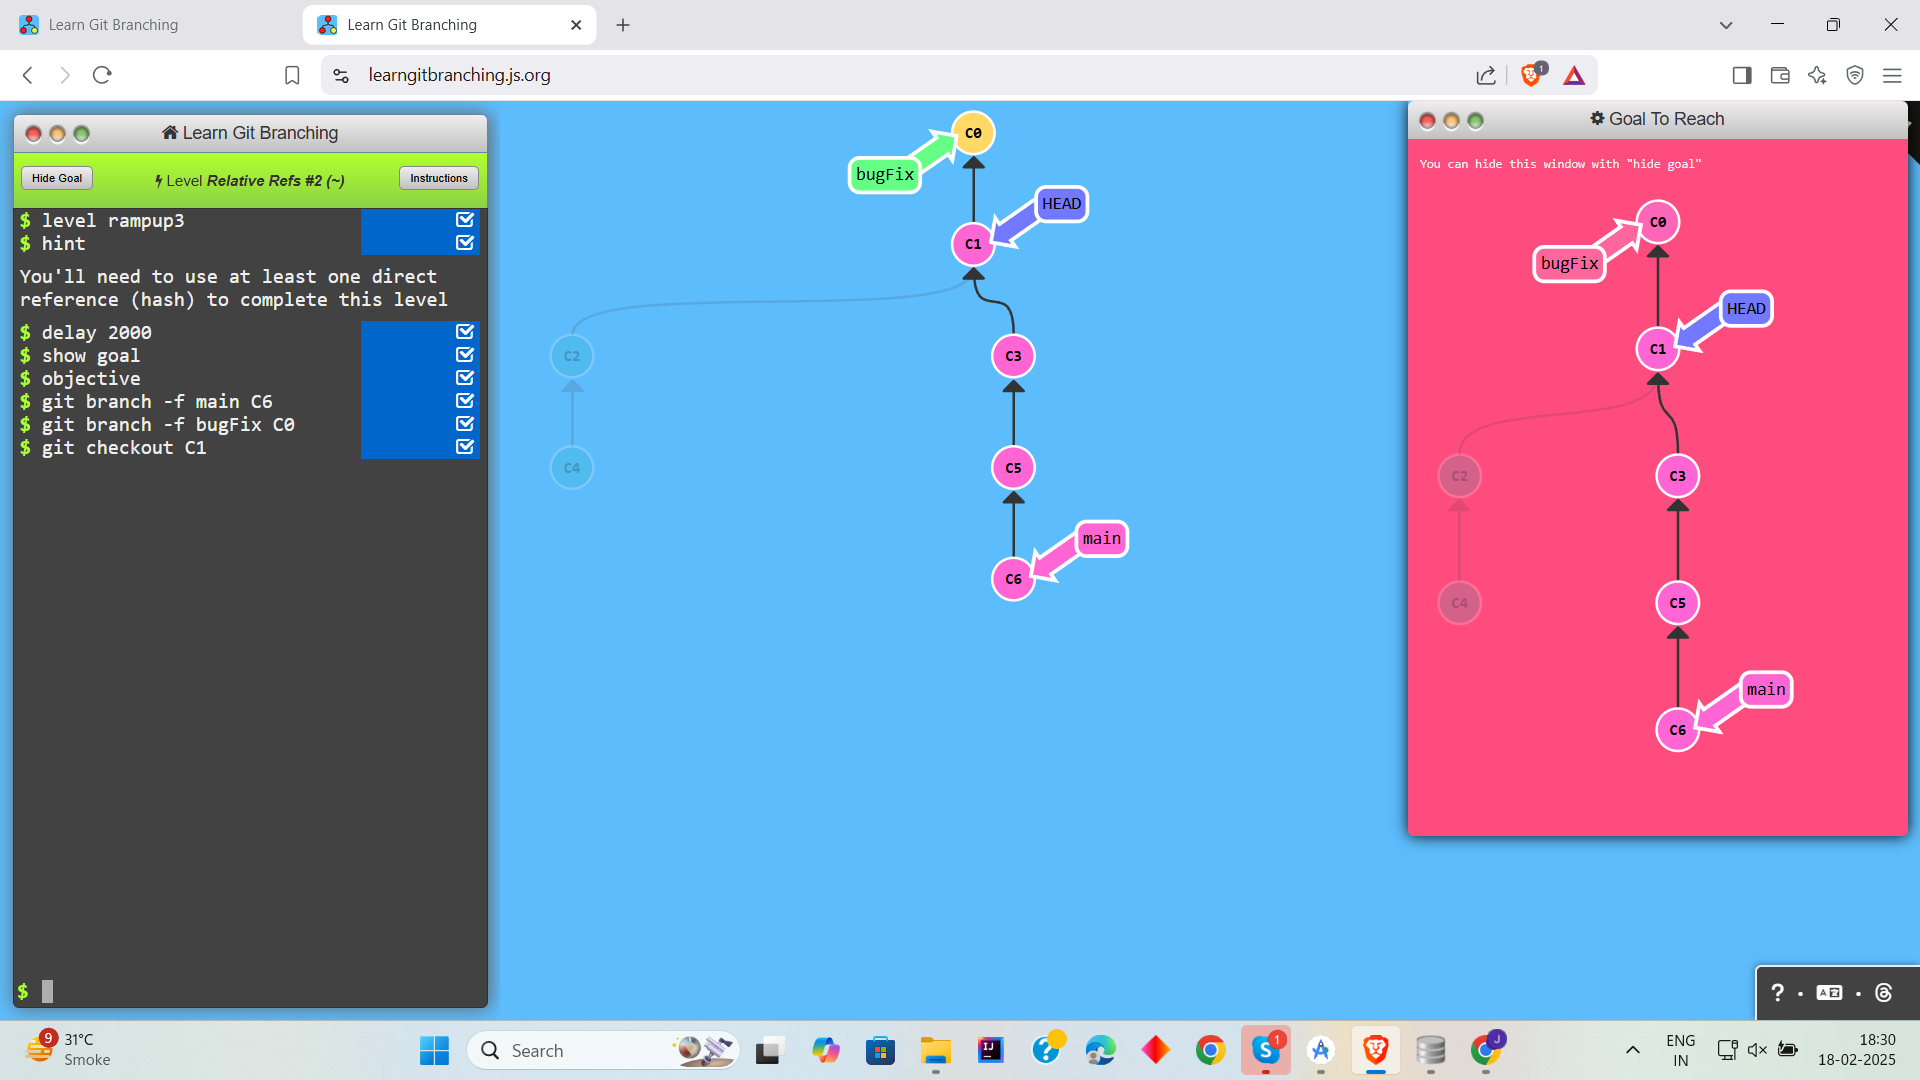 Learn Git Branching
Learn Git Branching
learngitbranching.js.org
1
Learn Git Branching
Hide Goal
Level Relative Refs #2 (~)
Instructions
$ level rampup3
$ hint
You'll need to use at least one direct
reference (hash) to complete this level
$ delay 2000
$ show goal
$ objective
$ git branch -f main C6
$ git branch -f bugFix C0
$ git checkout C1
$
C0
bugFix
HEAD
C1
C2
C3
C4
C5
main
C6
Goal To Reach
You can hide this window with "hide goal"
C0
bugFix
HEAD
C1
C2
C3
C4
C5
main
C6
?
9
31°C
Smoke
Search
IJ
1
J
ENG
IN
18:30
18-02-2025